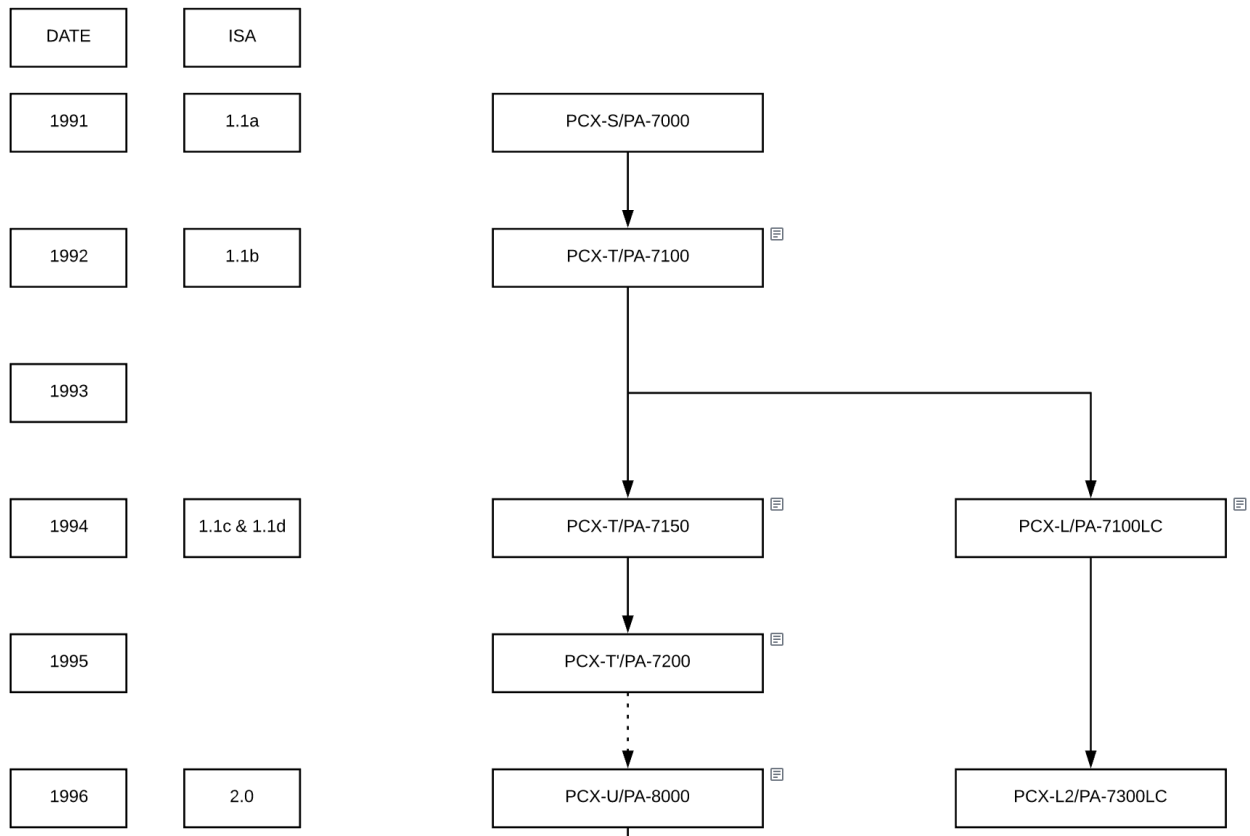 DATE
ISA
1991
1.1a
PCX-S/PA-7000
1992
1.1b
PCX-T/PA-7100
1993
1994
1.1c & 1.1d
PCX-T/PA-7150
PCX-L/PA-7100LC
1995
PCX-T'/PA-7200
1996
2.0
PCX-U/PA-8000
PCX-L2/PA-7300LC